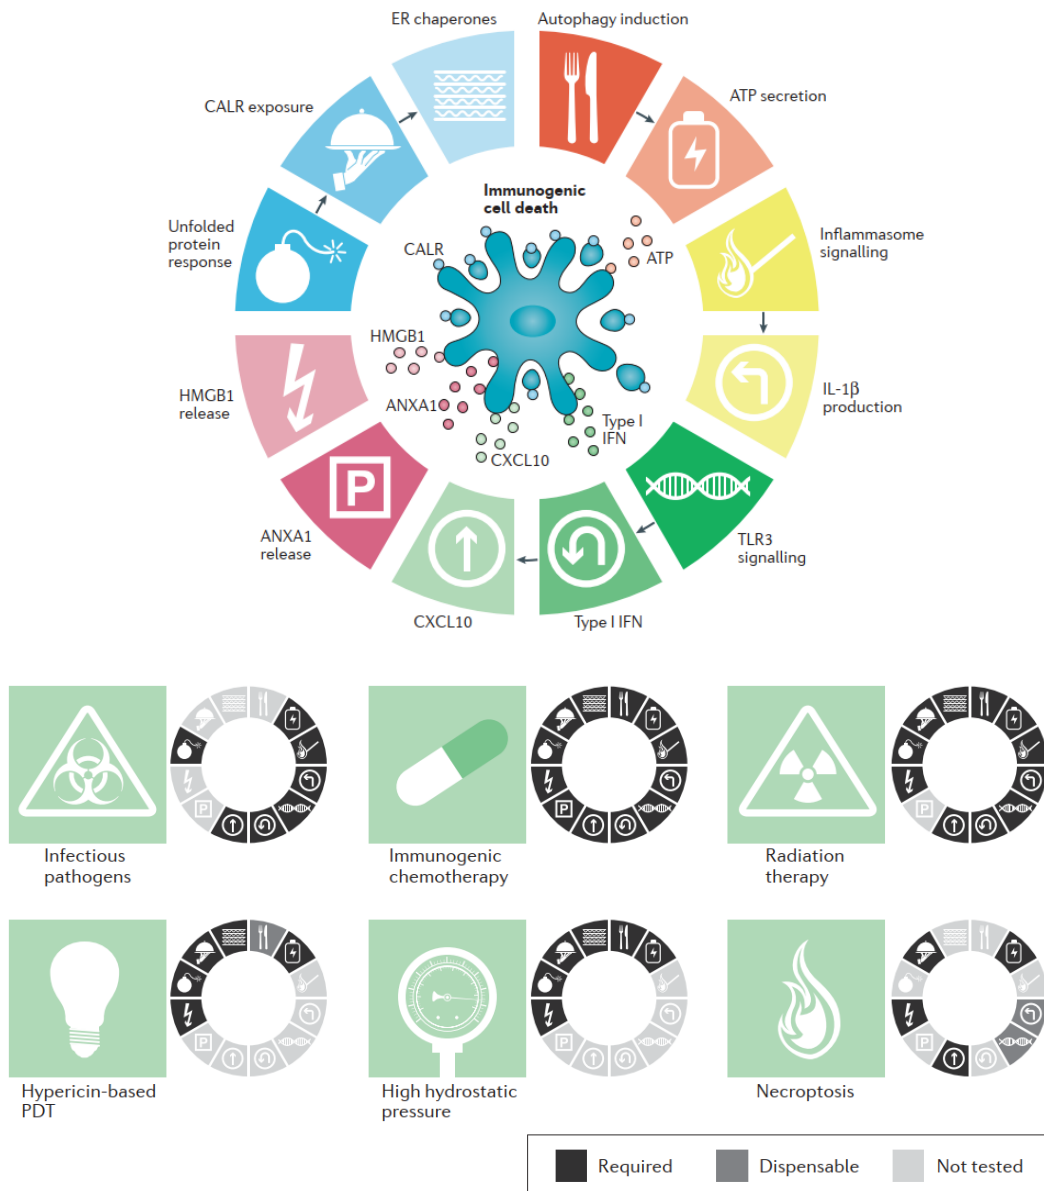 ER chaperones
Autophagy induction
CALR exposure
ATP secretion
Immunogenic
cell death
Unfolded
protein
response
CALR
ATP
Inflammasome
signalling
HMGB1
HMGB1
release
ANXA1
Type I
IFN
CXCL10
IL-1β
production
P
ANXA1
release
TLR3
signalling
CXCL10
Type I IFN
P
P
P
Infectious
pathogens
Immunogenic
chemotherapy
Radiation
therapy
P
P
P
Hypericin-based
PDT
High hydrostatic
pressure
Necroptosis
Required
Dispensable
Not tested